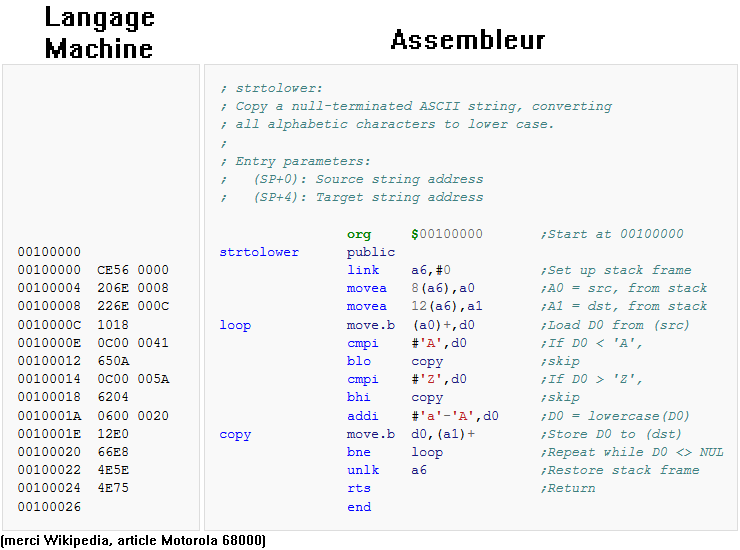 Langage
Machine
Assembleur
; strtolower:
; Copy a null-terminated ASCII string, converting
; all alphabetic characters to lower case.
;
; Entry parameters:
;   (SP+0): Source string address
;   (SP+4): Target string address
org $00100000 ;Start at 00100000
00100000 strtolower public
00100000 CE56 0000 link a6,#0 ;Set up stack frame
00100004 206E 0008 movea 8(a6),a0 ;A0 = src, from stack
00100008 226E 000C movea 12(a6),a1 ;A1 = dst, from stack
0010000C 1018 loop move.b (a0)+,d0 ;Load D0 from (src)
0010000E 0C00 0041 cmpi #'A',d0 ;If D0 < 'A',
00100012 650A blo copy ;skip
00100014 0C00 005A cmpi #'Z',d0 ;If D0 > 'Z',
00100018 6204 bhi copy ;skip
0010001A 0600 0020 addi #'a'-'A',d0 ;D0 = lowercase(D0)
0010001E 12E0 copy move.b d0,(a1)+ ;Store D0 to (dst)
00100020 66E8 bne loop ;Repeat while D0 <> NUL
00100022 4E5E unlk a6 ;Restore stack frame
00100024 4E75 rts ;Return
00100026 end
(merci Wikipedia, article Motorola 68000)